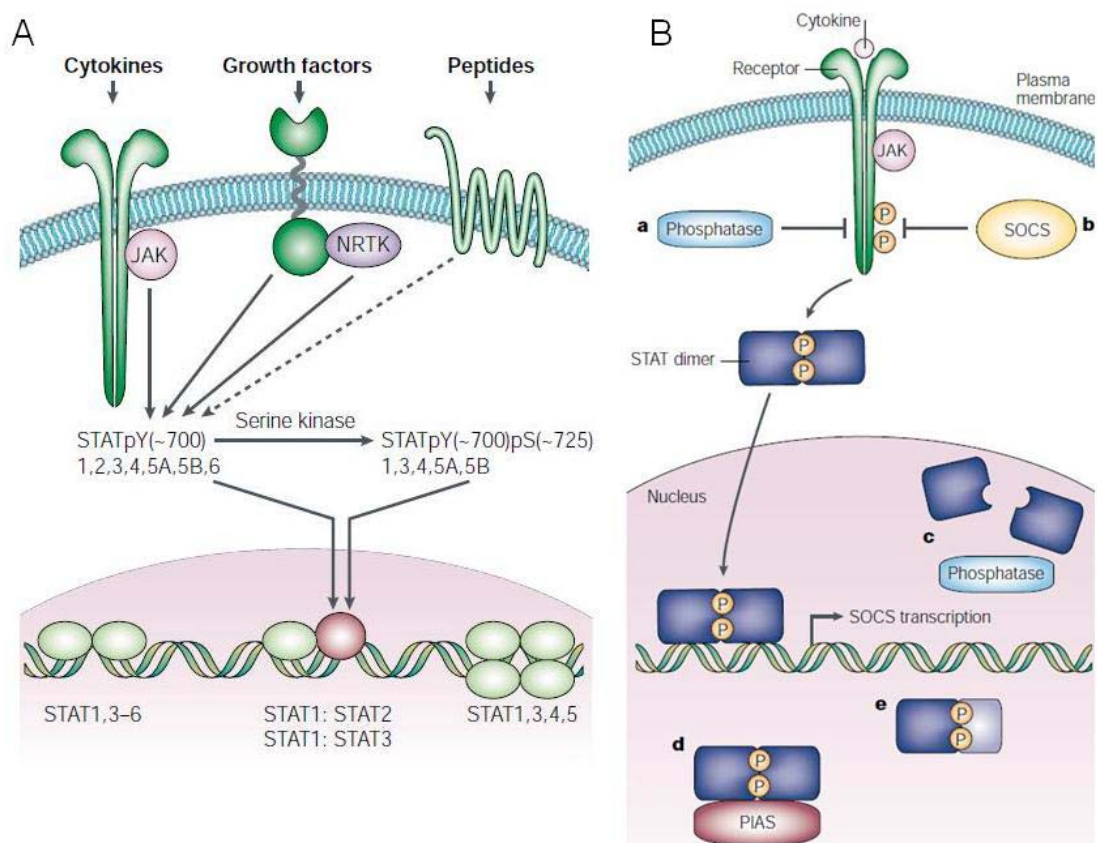 A
Cytokines
Growth factors
Peptides
JAK
NRTK
Serine kinase
STATpY(~700)
1,2,3,4,5A,5B,6
STATpY(~700)pS(~725)
1,3,4,5A,5B
STAT1,3–6
STAT1: STAT2
STAT1: STAT3
STAT1,3,4,5
B
Cytokine
Receptor
Plasma
membrane
JAK
a
Phosphatase
P
P
SOCS
b
STAT dimer
P
P
Nucleus
c
Phosphatase
P
P
SOCS transcription
e
P
P
d
P
P
PIAS